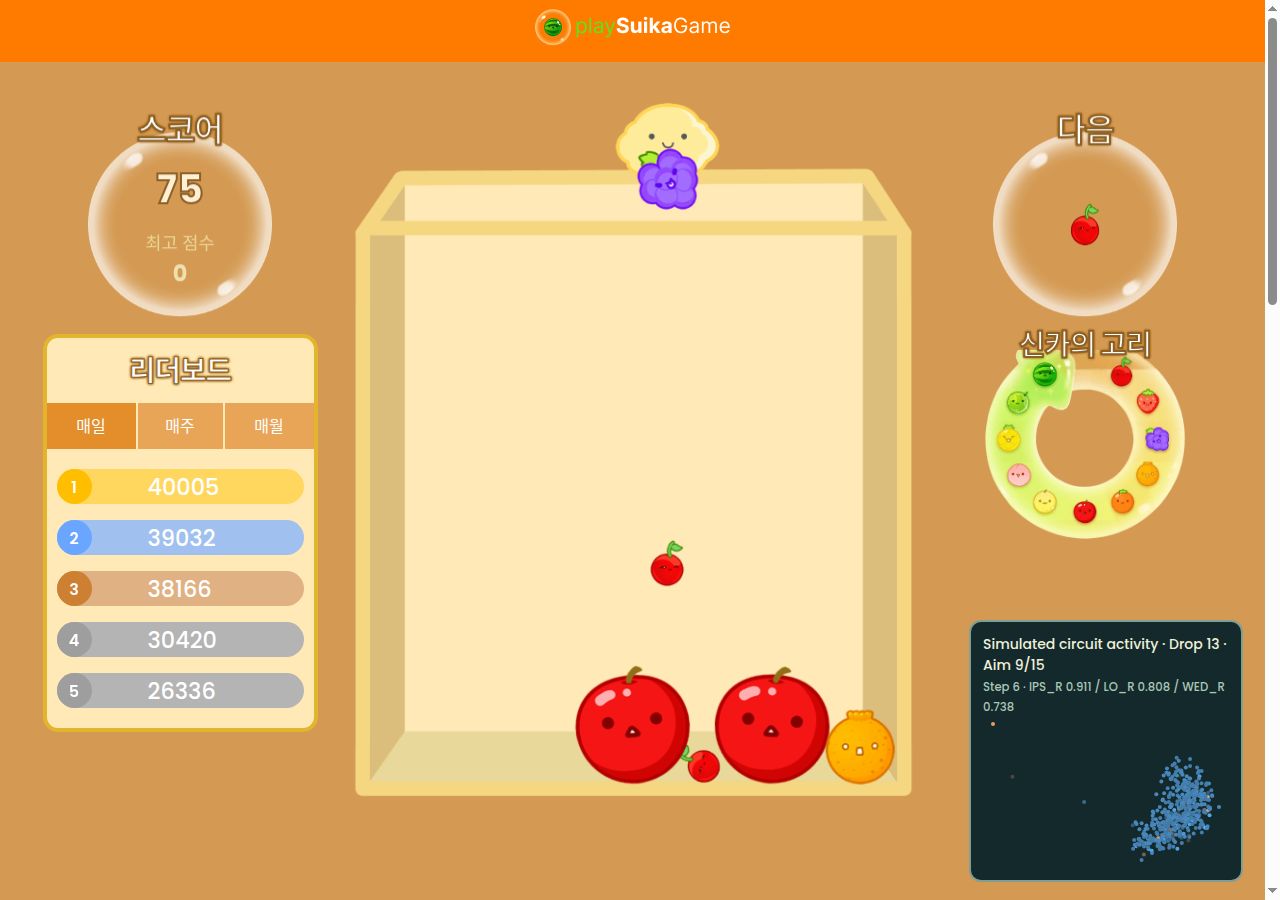 playSuikaGame
스코어
75
최고 점수
0
다음
신카의 고리
리더보드
매일 매주 매월
1 40005
2 39032
3 38166
4 30420
5 26336
Simulated circuit activity · Drop 13 ·
Aim 9/15
Step 6 · IPS_R 0.911 / LO_R 0.808 / WED_R
0.738